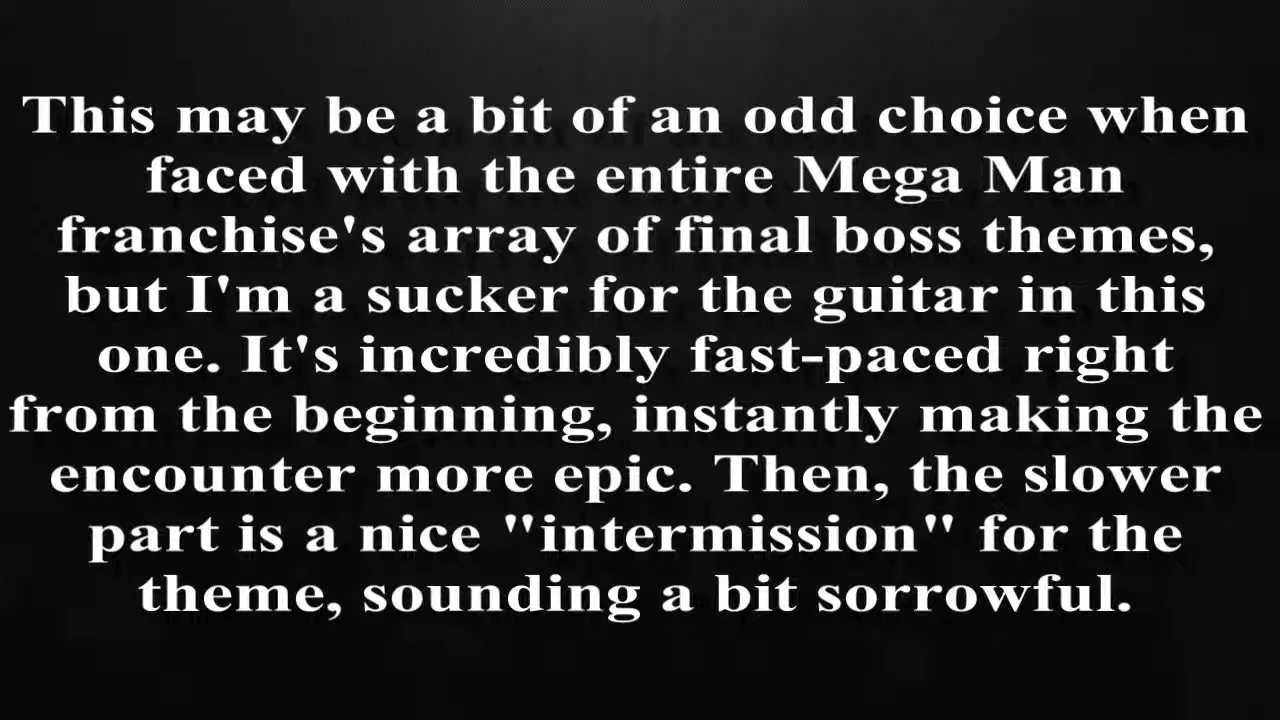 This may be a bit of an odd choice when
faced with the entire Mega Man
franchise's array of final boss themes,
but I'm a sucker for the guitar in this
one. It's incredibly fast-paced right
from the beginning, instantly making the
encounter more epic. Then, the slower
part is a nice "intermission" for the
theme, sounding a bit sorrowful.